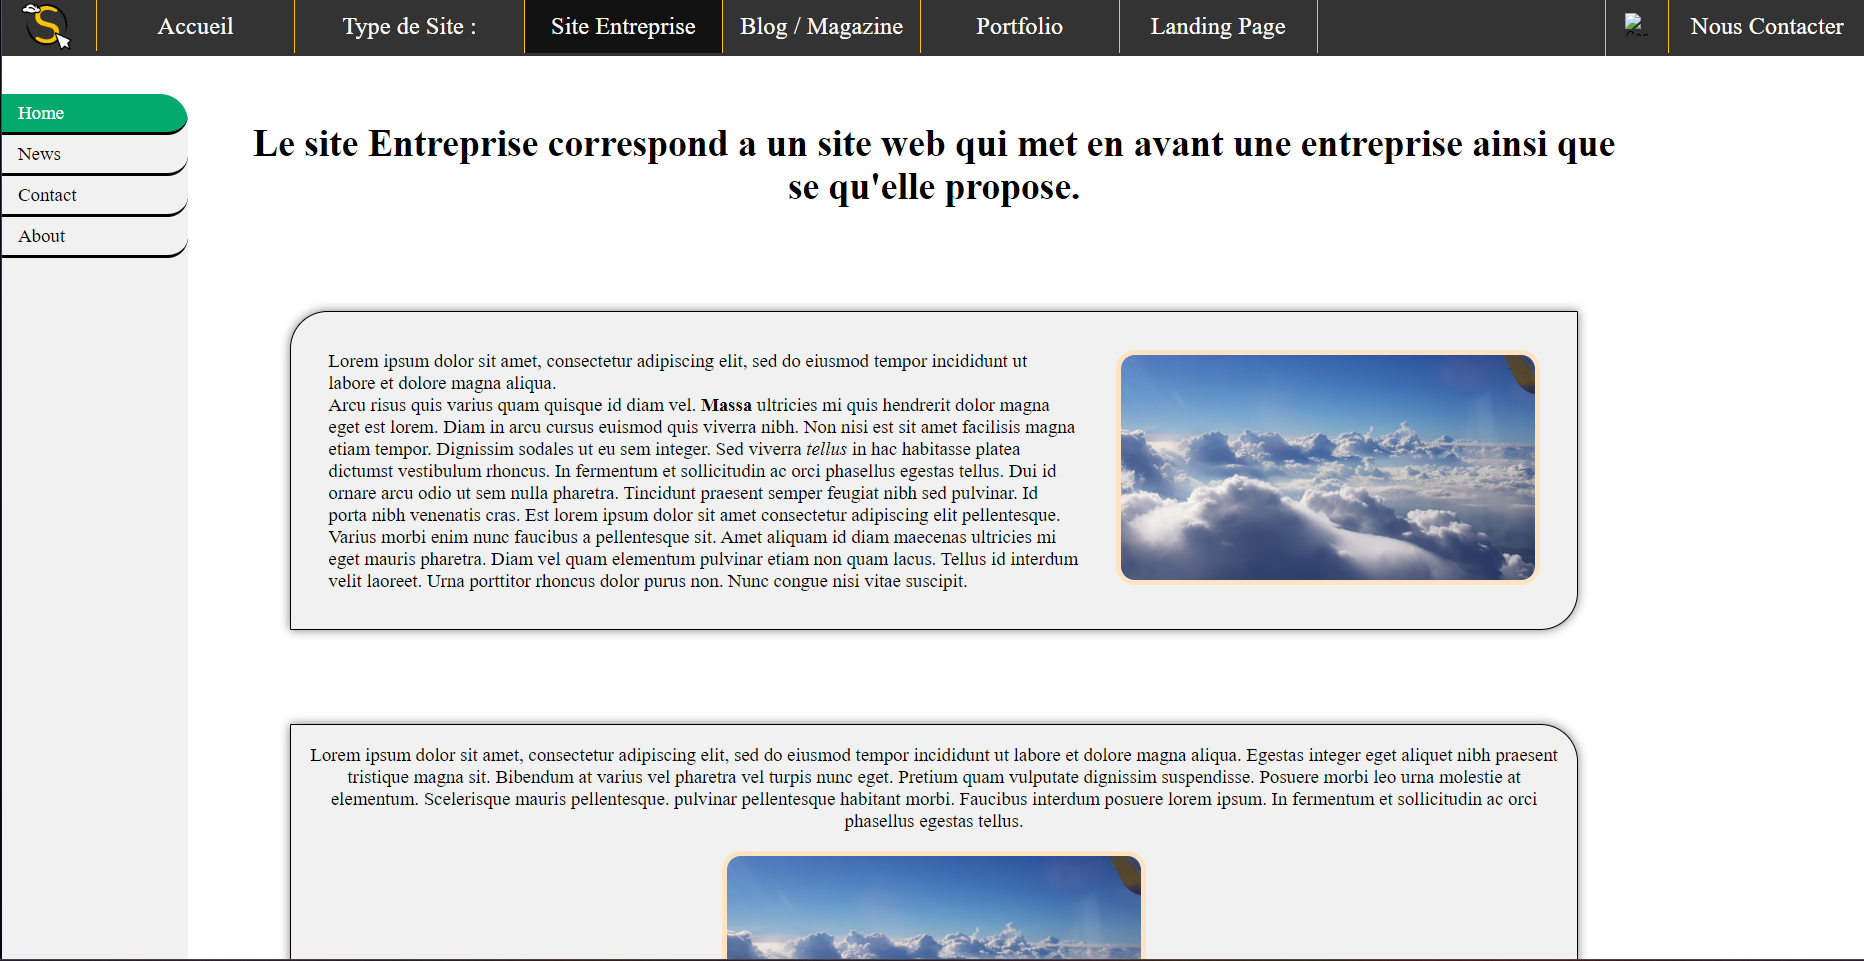 S
Accueil
Type de Site :
Site Entreprise
Blog / Magazine
Portfolio
Landing Page
Nous Contacter
Home
News
Contact
About
Le site Entreprise correspond a un site web qui met en avant une entreprise ainsi que
se qu'elle propose.
Lorem ipsum dolor sit amet, consectetur adipiscing elit, sed do eiusmod tempor incididunt ut
labore et dolore magna aliqua.
Arcu risus quis varius quam quisque id diam vel. Massa ultricies mi quis hendrerit dolor magna
eget est lorem. Diam in arcu cursus euismod quis viverra nibh. Non nisi est sit amet facilisis magna
etiam tempor. Dignissim sodales ut eu sem integer. Sed viverra tellus in hac habitasse platea
dictumst vestibulum rhoncus. In fermentum et sollicitudin ac orci phasellus egestas tellus. Dui id
ornare arcu odio ut sem nulla pharetra. Tincidunt praesent semper feugiat nibh sed pulvinar. Id
porta nibh venenatis cras. Est lorem ipsum dolor sit amet consectetur adipiscing elit pellentesque.
Varius morbi enim nunc faucibus a pellentesque sit. Amet aliquam id diam maecenas ultricies mi
eget mauris pharetra. Diam vel quam elementum pulvinar etiam non quam lacus. Tellus id interdum
velit laoreet. Urna porttitor rhoncus dolor purus non. Nunc congue nisi vitae suscipit.
Lorem ipsum dolor sit amet, consectetur adipiscing elit, sed do eiusmod tempor incididunt ut labore et dolore magna aliqua. Egestas integer eget aliquet nibh praesent
tristique magna sit. Bibendum at varius vel pharetra vel turpis nunc eget. Pretium quam vulputate dignissim suspendisse. Posuere morbi leo urna molestie at
elementum. Scelerisque mauris pellentesque. pulvinar pellentesque habitant morbi. Faucibus interdum posuere lorem ipsum. In fermentum et sollicitudin ac orci
phasellus egestas tellus.